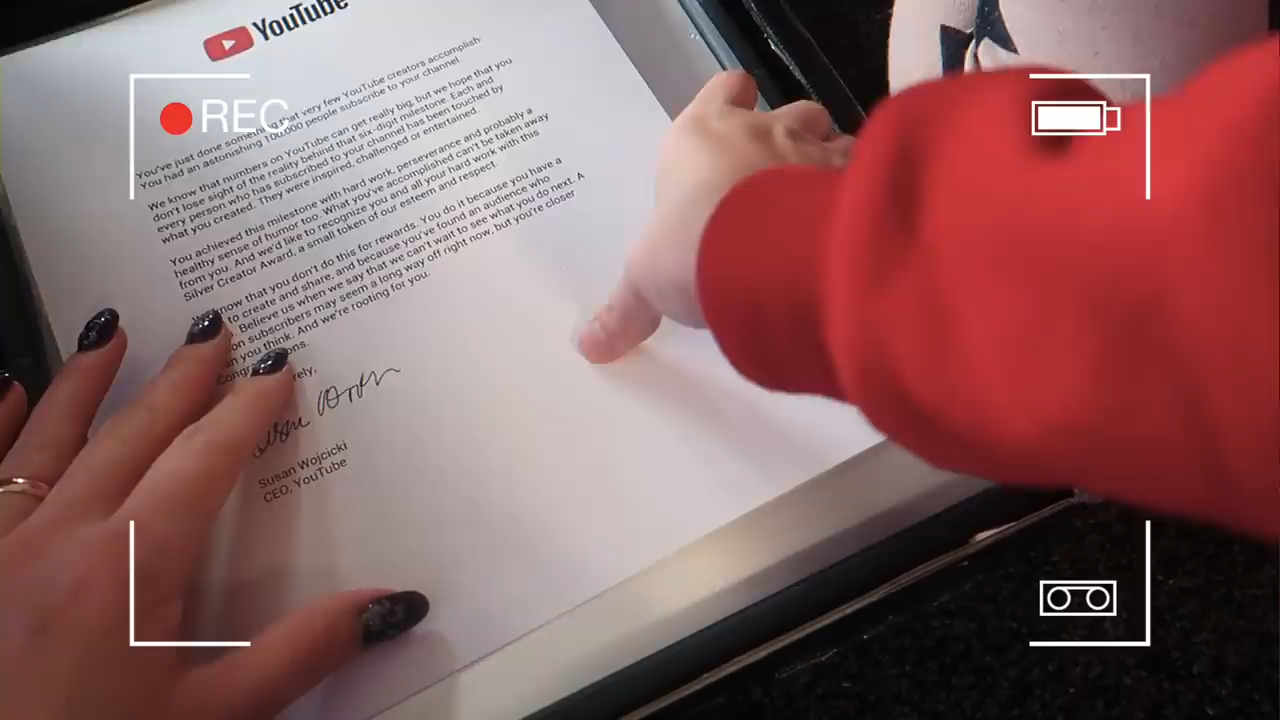 YouTube
REC
You've just done something that very few YouTube creators accomplish.
You had an astonishing 100,000 people subscribe to your channel.
We know that numbers on YouTube can get really big, but we hope that you
don't lose sight of the reality behind that six-digit milestone. Each and
every person who has subscribed to your channel has been touched by
what you created. They were inspired, challenged or entertained.
You achieved this milestone with hard work, perseverance and probably a
healthy sense of humor too. What you've accomplished can't be taken away
from you. And we'd like to recognize you and all your hard work with this
Silver Creator Award, a small token of our esteem and respect.
know that you don't do this for rewards. You do it because you have a
to create and share, and because you've found an audience who
Believe us when we say that we can't wait to see what you do next. A
subscribers may seem a long way off right now, but you're closer
you think. And we're rooting for you.
Susan Wojcicki
CEO, YouTube